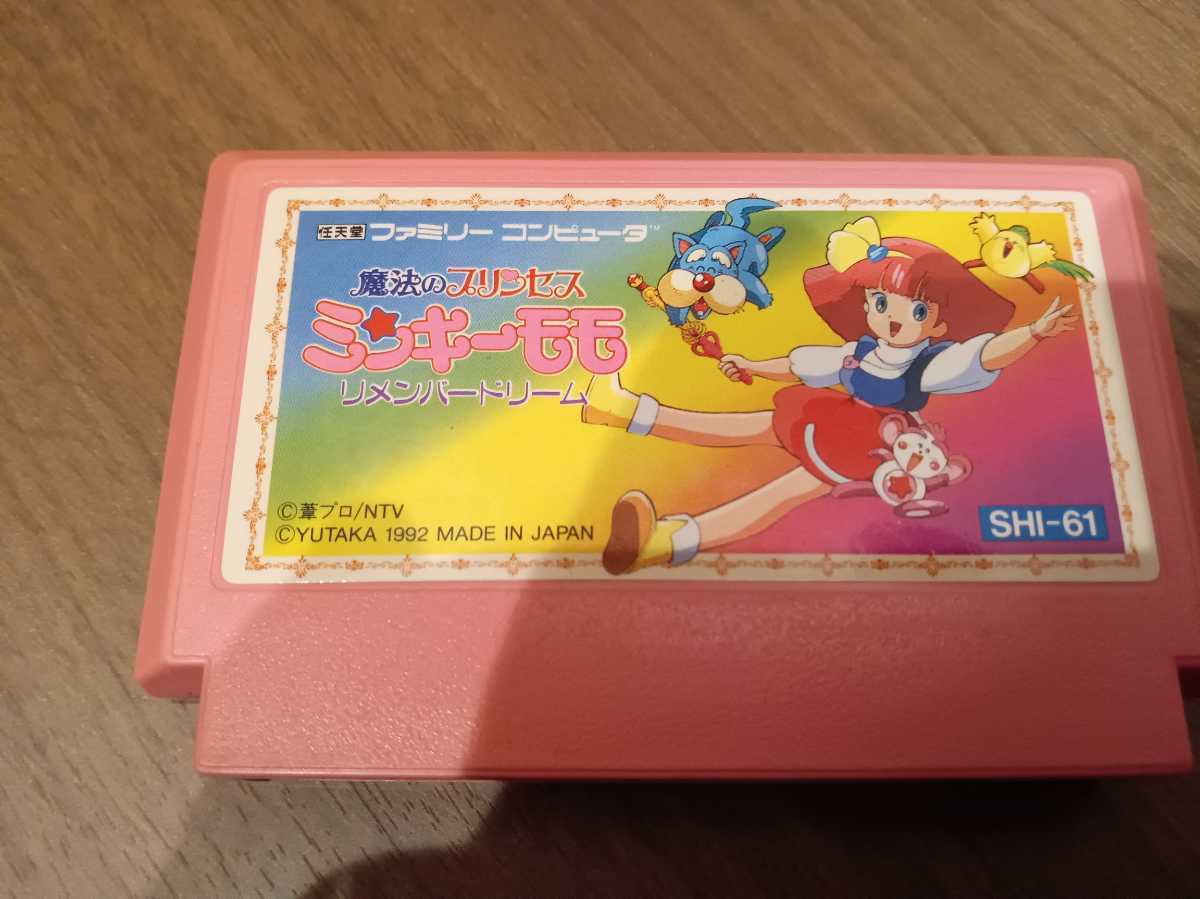 任天堂 ファミリー コンピュータ™
魔法のプリンセス
ミンキーモモ
リメンバードリーム
©葦プロ/NTV
©YUTAKA 1992 MADE IN JAPAN
SHI-61